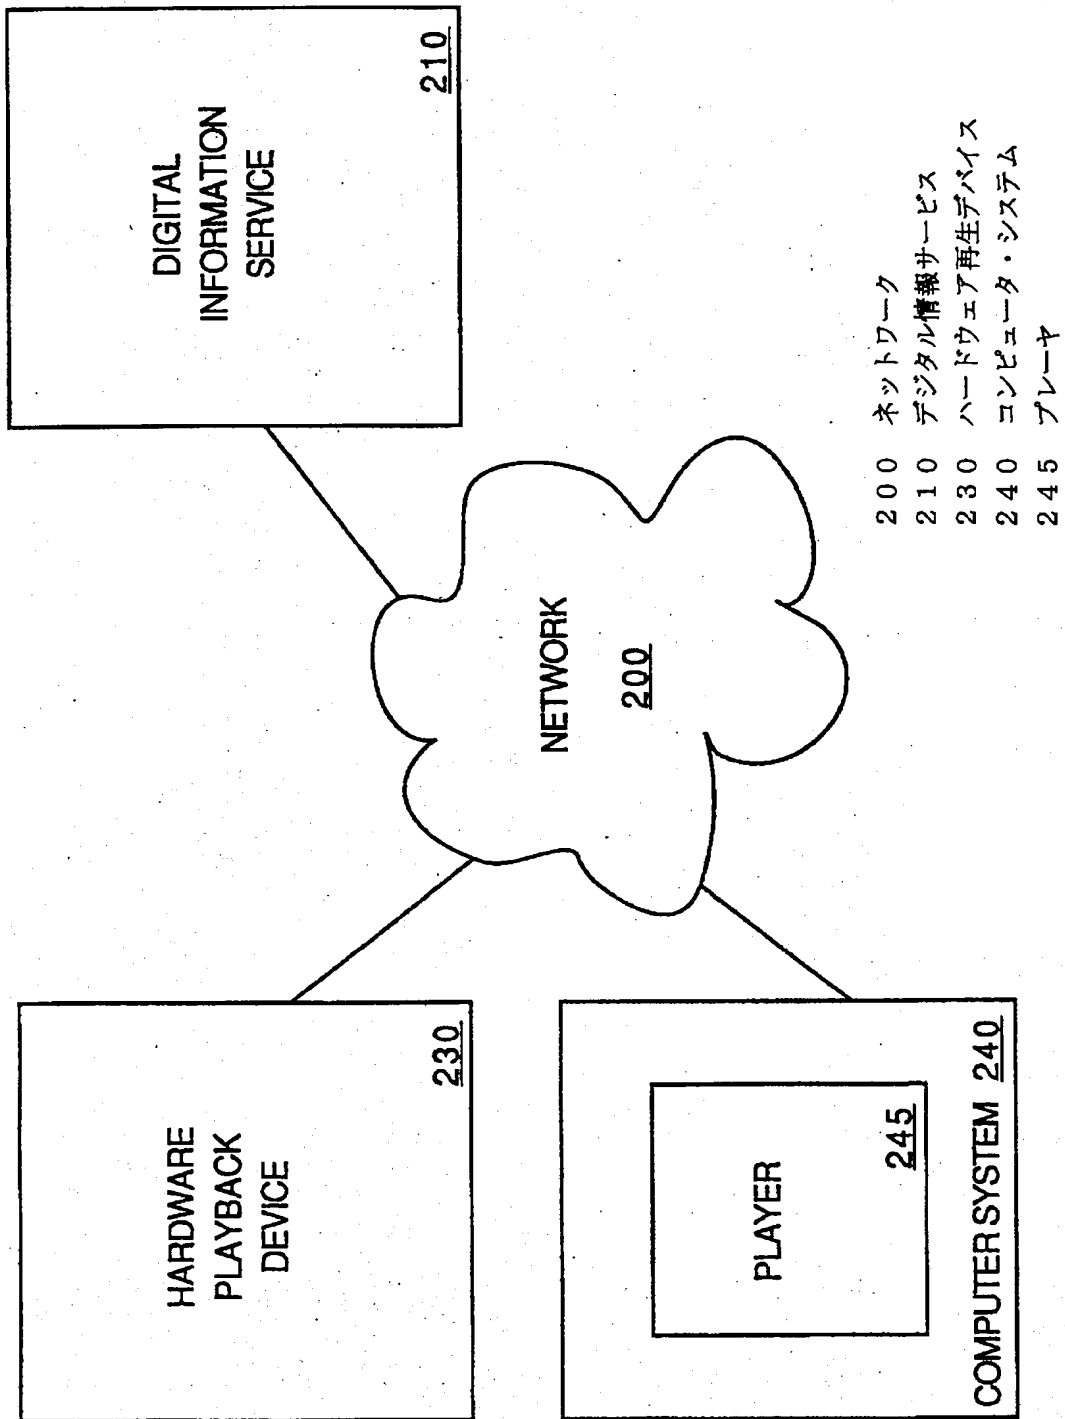 HARDWARE
PLAYBACK
DEVICE
230
DIGITAL
INFORMATION
SERVICE
210
NETWORK
200
PLAYER
245
COMPUTER SYSTEM 240
200 ネットワーク
210 デジタル情報サービス
230 ハードウェア再生デバイス
240 コンピュータ・システム
245 プレーヤ